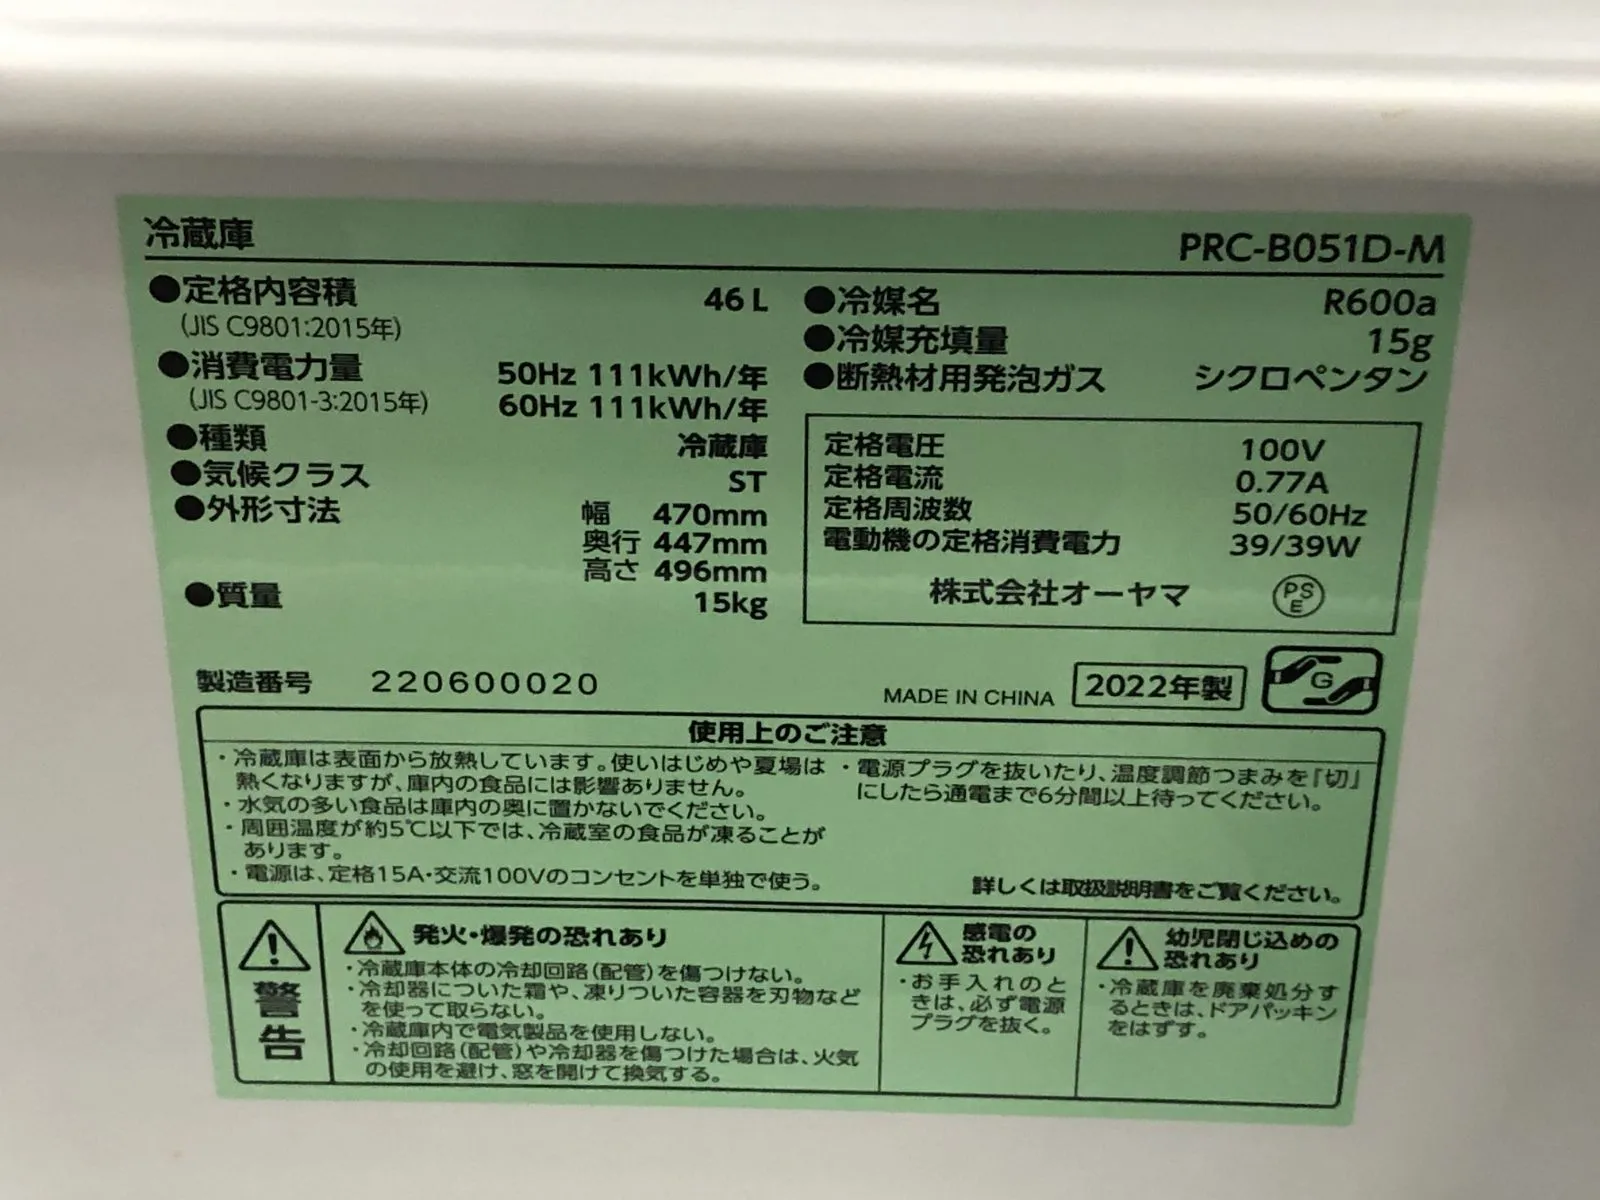 冷蔵庫 PRC-B051D-M
●定格内容積 46L
(JIS C9801:2015年)
●消費電力量 50Hz 111kWh/年
(JIS C9801-3:2015年) 60Hz 111kWh/年
●種類 冷蔵庫
●気候クラス ST
●外形寸法 幅 470mm
奥行 447mm
高さ 496mm
●質量 15kg
●冷媒名 R600a
●冷媒充填量 15g
●断熱材用発泡ガス シクロペンタン
定格電圧 100V
定格電流 0.77A
定格周波数 50/60Hz
電動機の定格消費電力 39/39W
株式会社オーヤマ PSE
製造番号 220600020
MADE IN CHINA 2022年製 G
使用上のご注意
・冷蔵庫は表面から放熱しています。使いはじめや夏場は
熱くなりますが、庫内の食品には影響ありません。
・水気の多い食品は庫内の奥に置かないでください。
・周囲温度が約5℃以下では、冷蔵室の食品が凍ることが
あります。
・電源は、定格15A・交流100Vのコンセントを単独で使う。
・電源プラグを抜いたり、温度調節つまみを「切」
にしたら通電まで6分間以上待ってください。
詳しくは取扱説明書をご覧ください。
警告
発火・爆発の恐れあり
・冷蔵庫本体の冷却回路(配管)を傷つけない。
・冷却器についた霜や、凍りついた容器を刃物など
を使って取らない。
・冷蔵庫内で電気製品を使用しない。
・冷却回路(配管)や冷却器を傷つけた場合は、火気
の使用を避け、窓を開けて換気する。
感電の
恐れあり
・お手入れのと
きは、必ず電源
プラグを抜く。
幼児閉じ込めの
恐れあり
・冷蔵庫を廃棄処分す
るときは、ドアパッキン
をはずす。